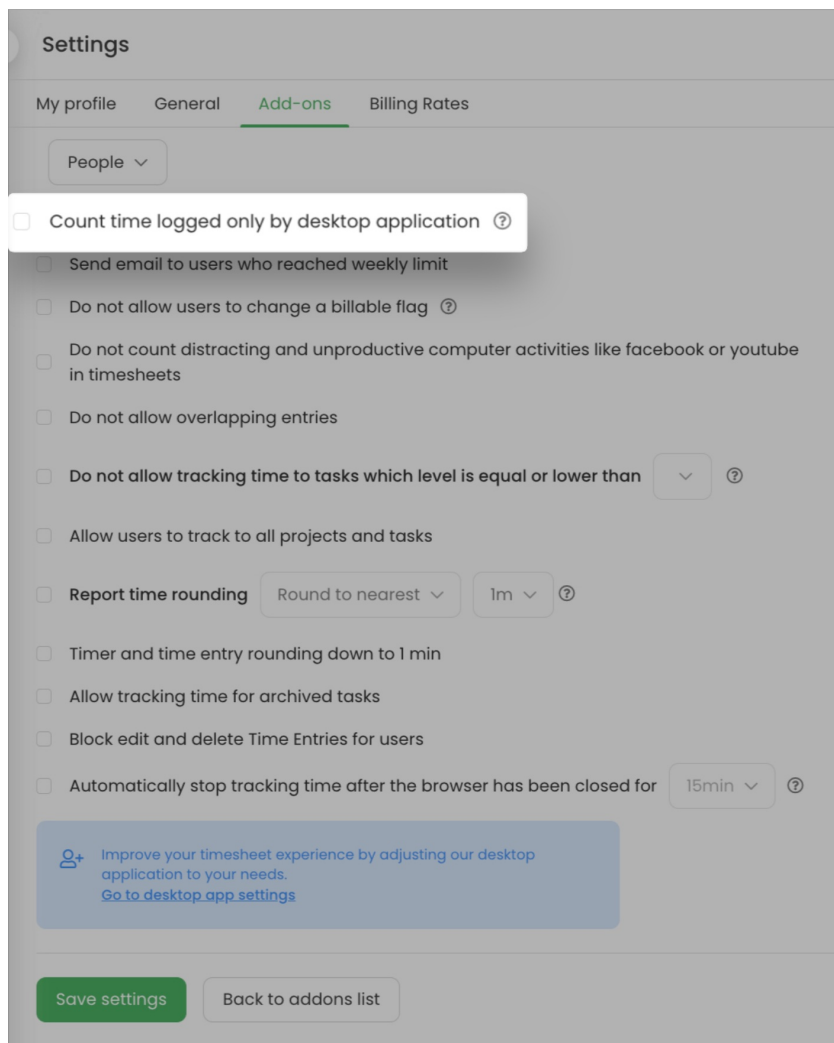 Settings
My profile General Add-ons Billing Rates
People
Count time logged only by desktop application ?
Send email to users who reached weekly limit
Do not allow users to change a billable flag ?
Do not count distracting and unproductive computer activities like facebook or youtube
in timesheets
Do not allow overlapping entries
Do not allow tracking time to tasks which level is equal or lower than ?
Allow users to track to all projects and tasks
Report time rounding Round to nearest 1m ?
Timer and time entry rounding down to 1 min
Allow tracking time for archived tasks
Block edit and delete Time Entries for users
Automatically stop tracking time after the browser has been closed for 15min ?
Improve your timesheet experience by adjusting our desktop
application to your needs.
Go to desktop app settings
Save settings Back to addons list